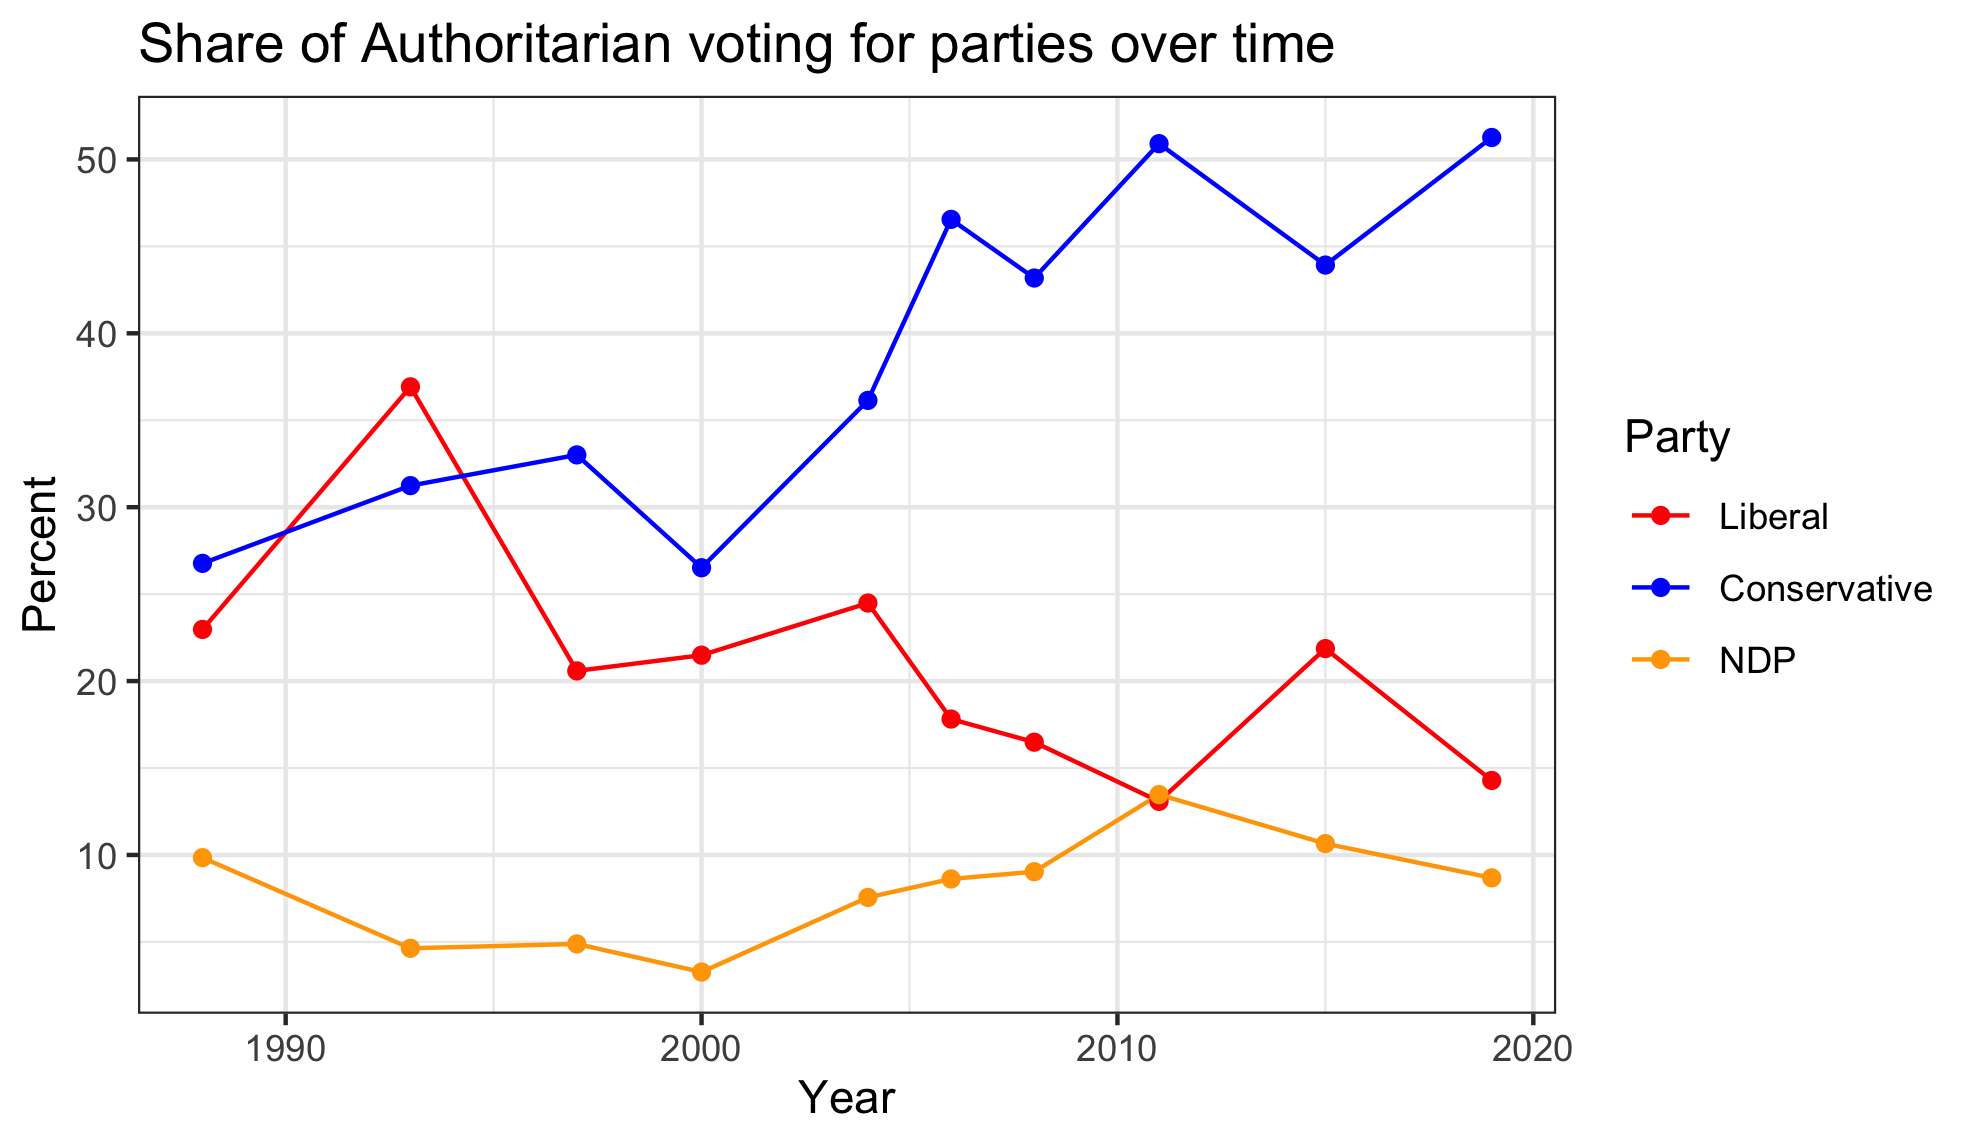 Share of Authoritarian voting for parties over time
Percent
50
40
30
20
10
1990 2000 2010 2020
Year
Party
Liberal
Conservative
NDP